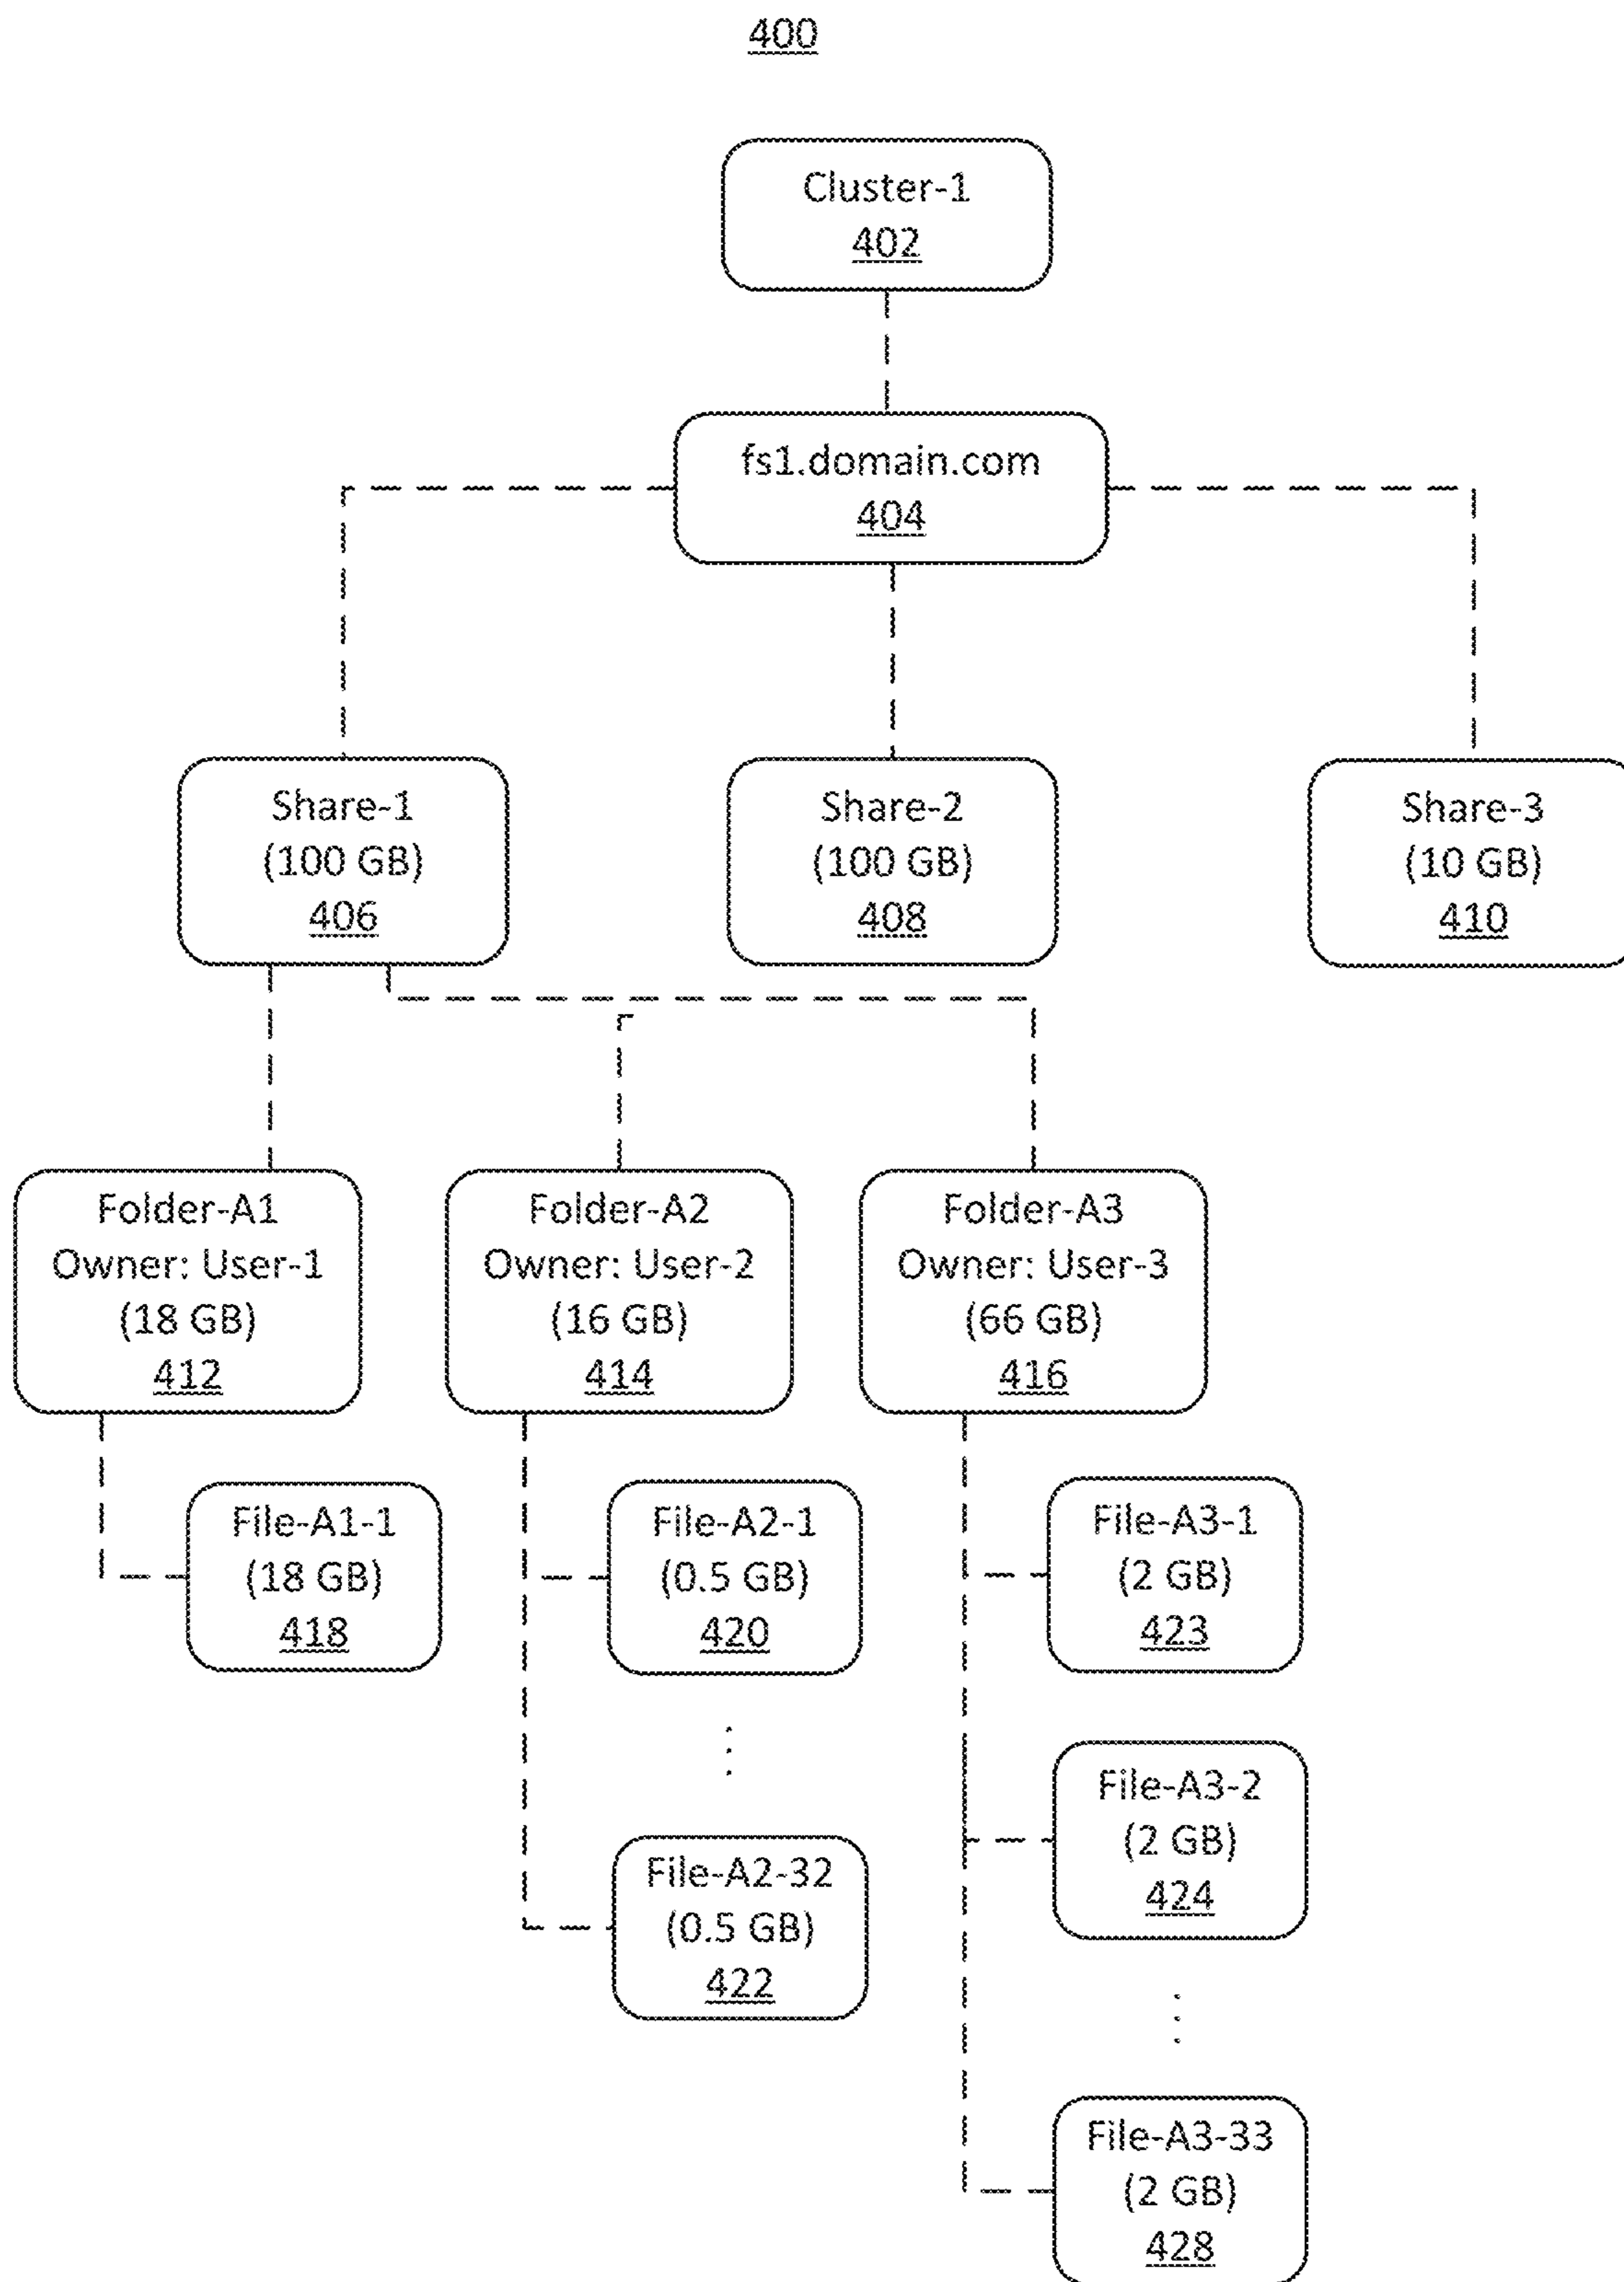 400
Cluster-1
402
fs1.domain.com
404
Share-1
(100 GB)
406
Share-2
(100 GB)
408
Share-3
(10 GB)
410
Folder-A1
Owner: User-1
(18 GB)
412
Folder-A2
Owner: User-2
(16 GB)
414
Folder-A3
Owner: User-3
(66 GB)
416
File-A1-1
(18 GB)
418
File-A2-1
(0.5 GB)
420
File-A3-1
(2 GB)
423
File-A3-2
(2 GB)
424
File-A2-32
(0.5 GB)
422
File-A3-33
(2 GB)
428